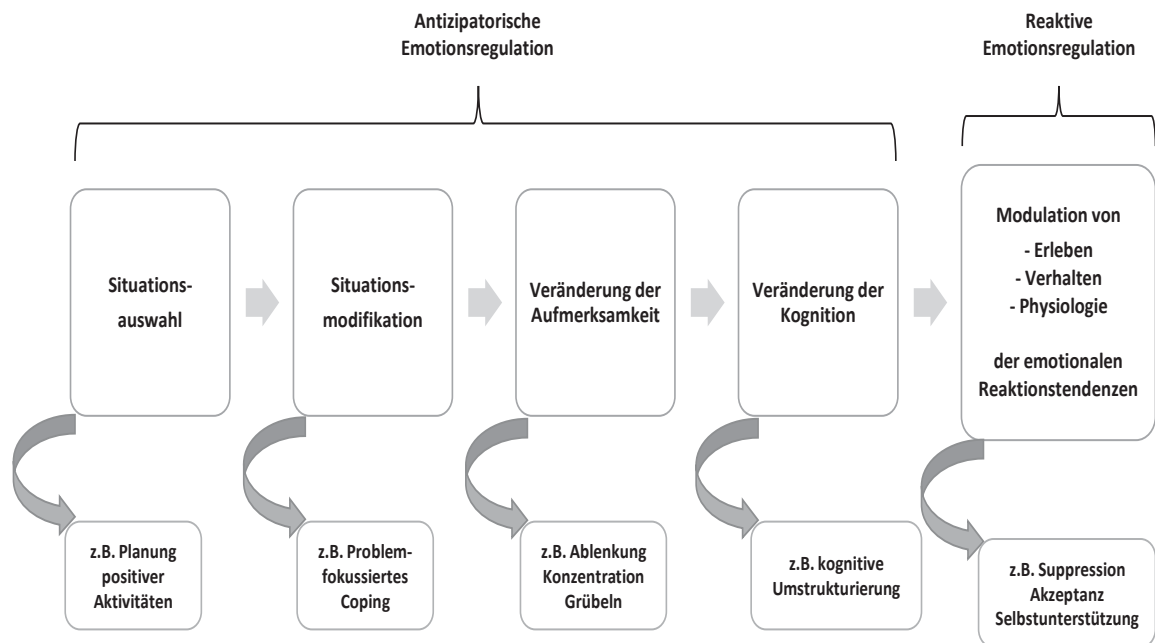 Antizipatorische
Emotionsregulation
Reaktive
Emotionsregulation
Situations-
auswahl
Situations-
modifikation
Veränderung der
Aufmerksamkeit
Veränderung der
Kognition
Modulation von
- Erleben
- Verhalten
- Physiologie
der emotionalen
Reaktionstendenzen
z.B. Planung
positiver
Aktivitäten
z.B. Problem-
fokussiertes
Coping
z.B. Ablenkung
Konzentration
Grübeln
z.B. kognitive
Umstrukturierung
z.B. Suppression
Akzeptanz
Selbstunterstützung